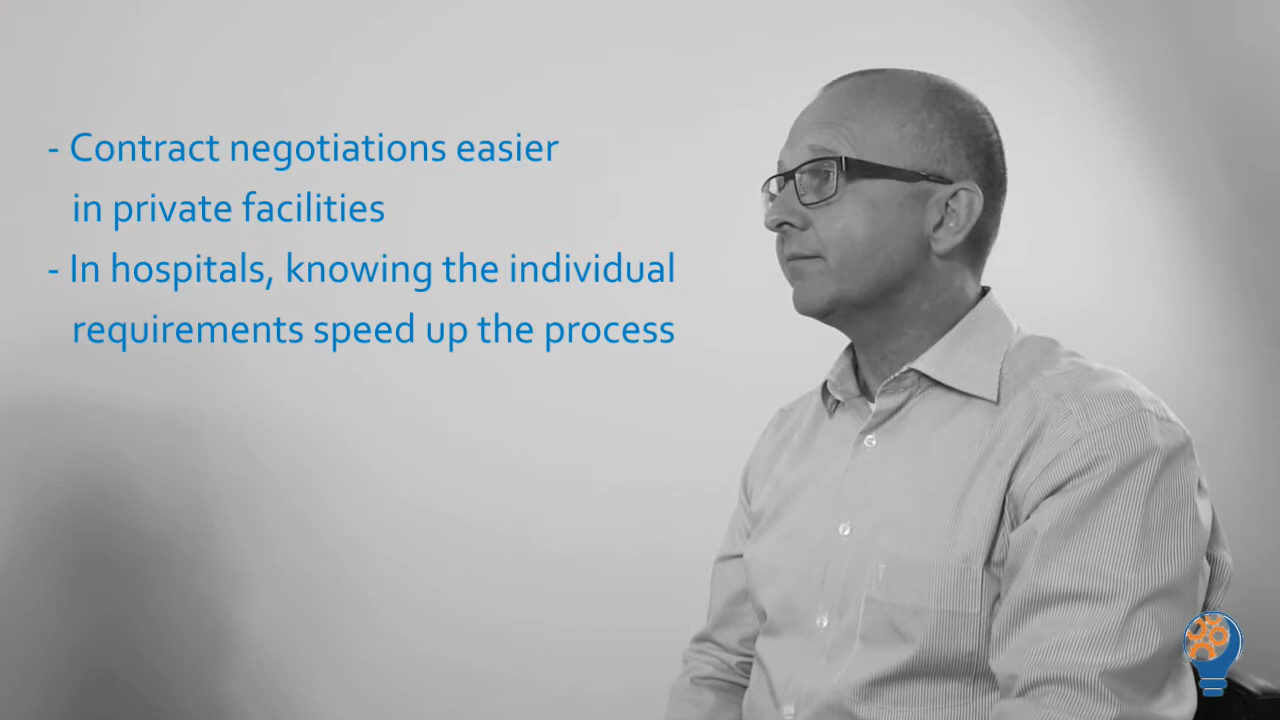 - Contract negotiations easier
in private facilities
- In hospitals, knowing the individual
requirements speed up the process